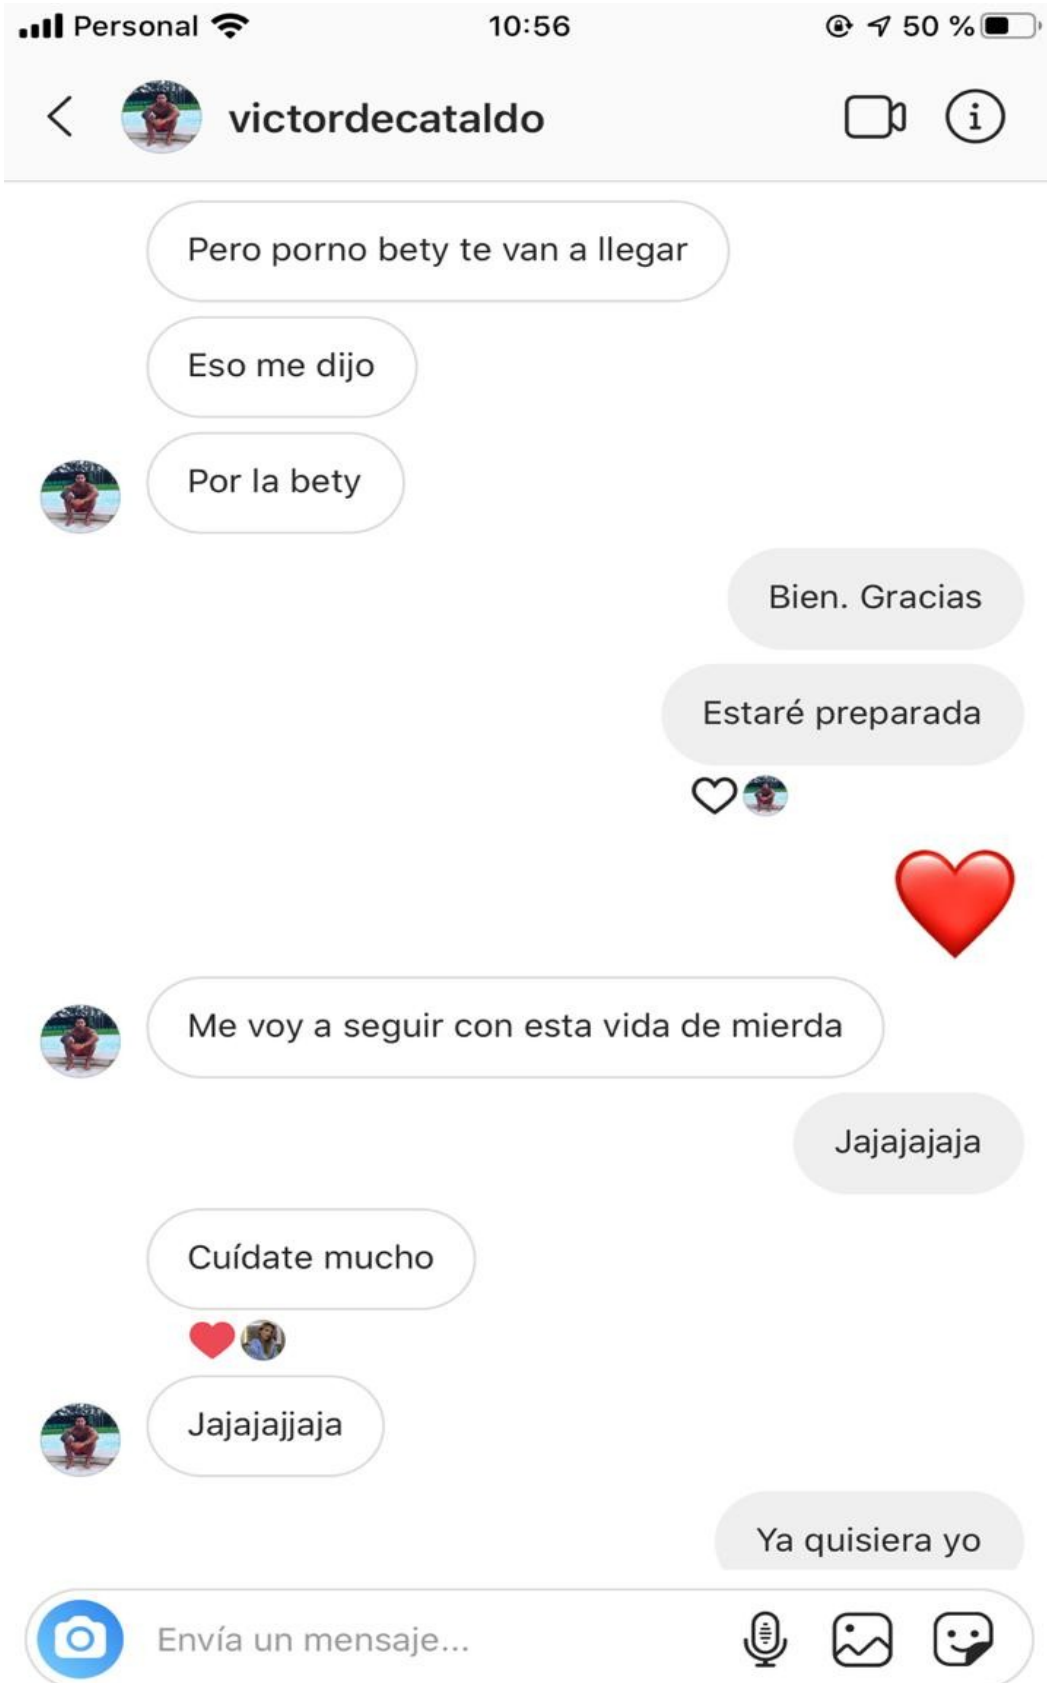 Personal 10:56 50 %
victordecataldo
Pero porno bety te van a llegar
Eso me dijo
Por la bety
Bien. Gracias
Estaré preparada
Me voy a seguir con esta vida de mierda
Jajajajaja
Cuídate mucho
Jajajajjaja
Ya quisiera yo
Envía un mensaje...